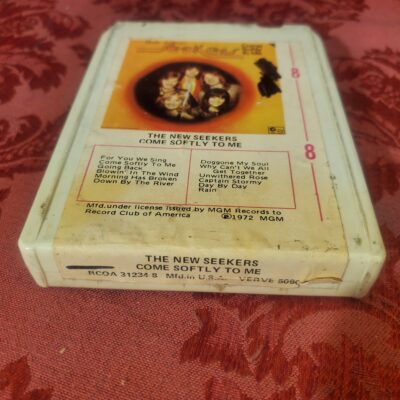 8
8
THE NEW SEEKERS
COME SOFTLY TO ME
For You We Sing
Come Softly To Me
Going Back
Blowin' In The Wind
Morning Has Broken
Down By The River
Doggone My Soul
Why Can't We All
Get Together
Unwithered Rose
Captain Stormy
Day By Day
Rain
Mfd.under license issued by MGM Records to
Record Club of America ℗1972 MGM
THE NEW SEEKERS
COME SOFTLY TO ME
RCOA 31234 8 Mfd.in U.S.A. VERVE